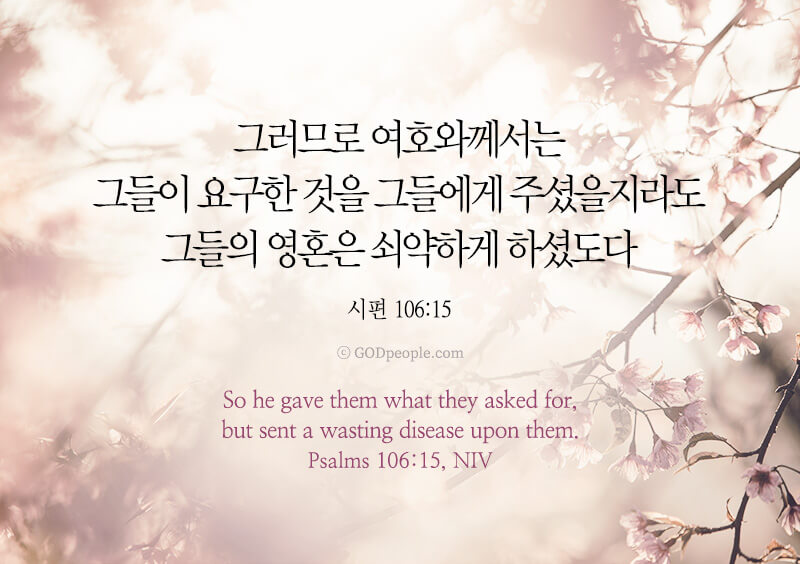 그러므로 여호와께서는
그들이 요구한 것을 그들에게 주셨을지라도
그들의 영혼은 쇠약하게 하셨도다
시편 106:15
ⓒ GODpeople.com
So he gave them what they asked for,
but sent a wasting disease upon them.
Psalms 106:15, NIV